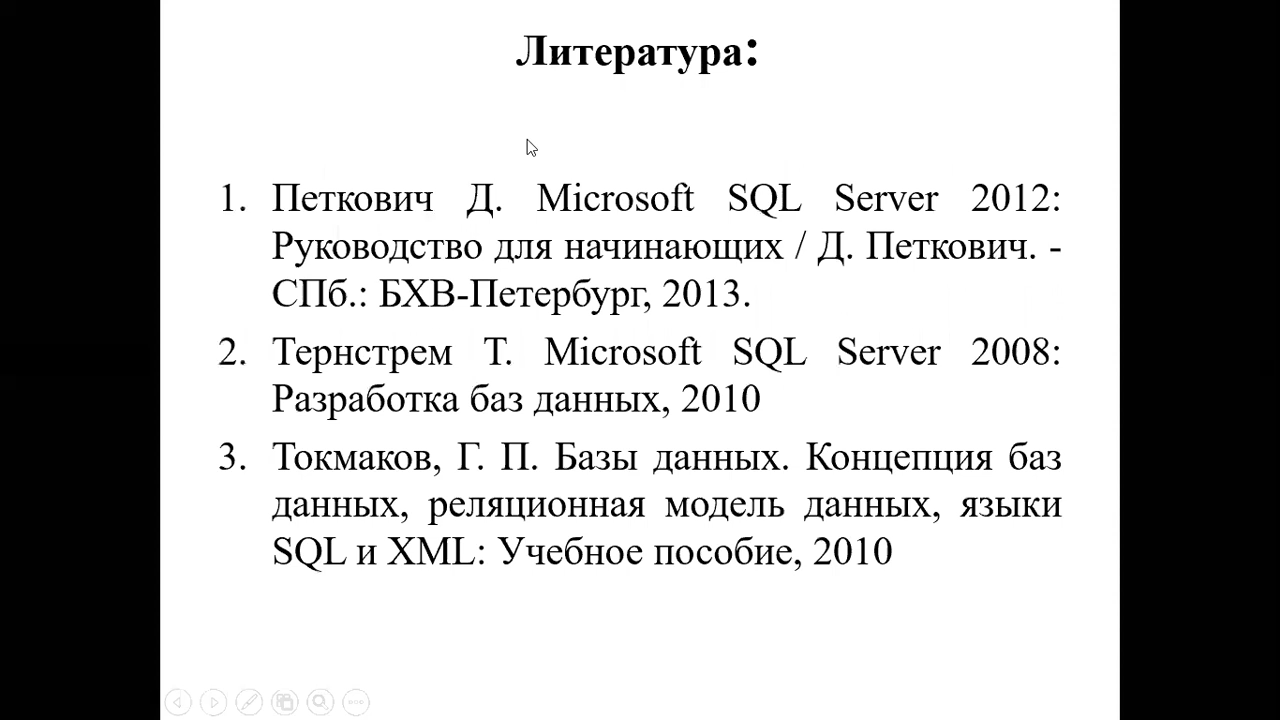 Литература:
1. Петкович Д. Microsoft SQL Server 2012:
Руководство для начинающих / Д. Петкович. -
СПб.: БХВ-Петербург, 2013.
2. Тернстрем Т. Microsoft SQL Server 2008:
Разработка баз данных, 2010
3. Токмаков, Г. П. Базы данных. Концепция баз
данных, реляционная модель данных, языки
SQL и XML: Учебное пособие, 2010